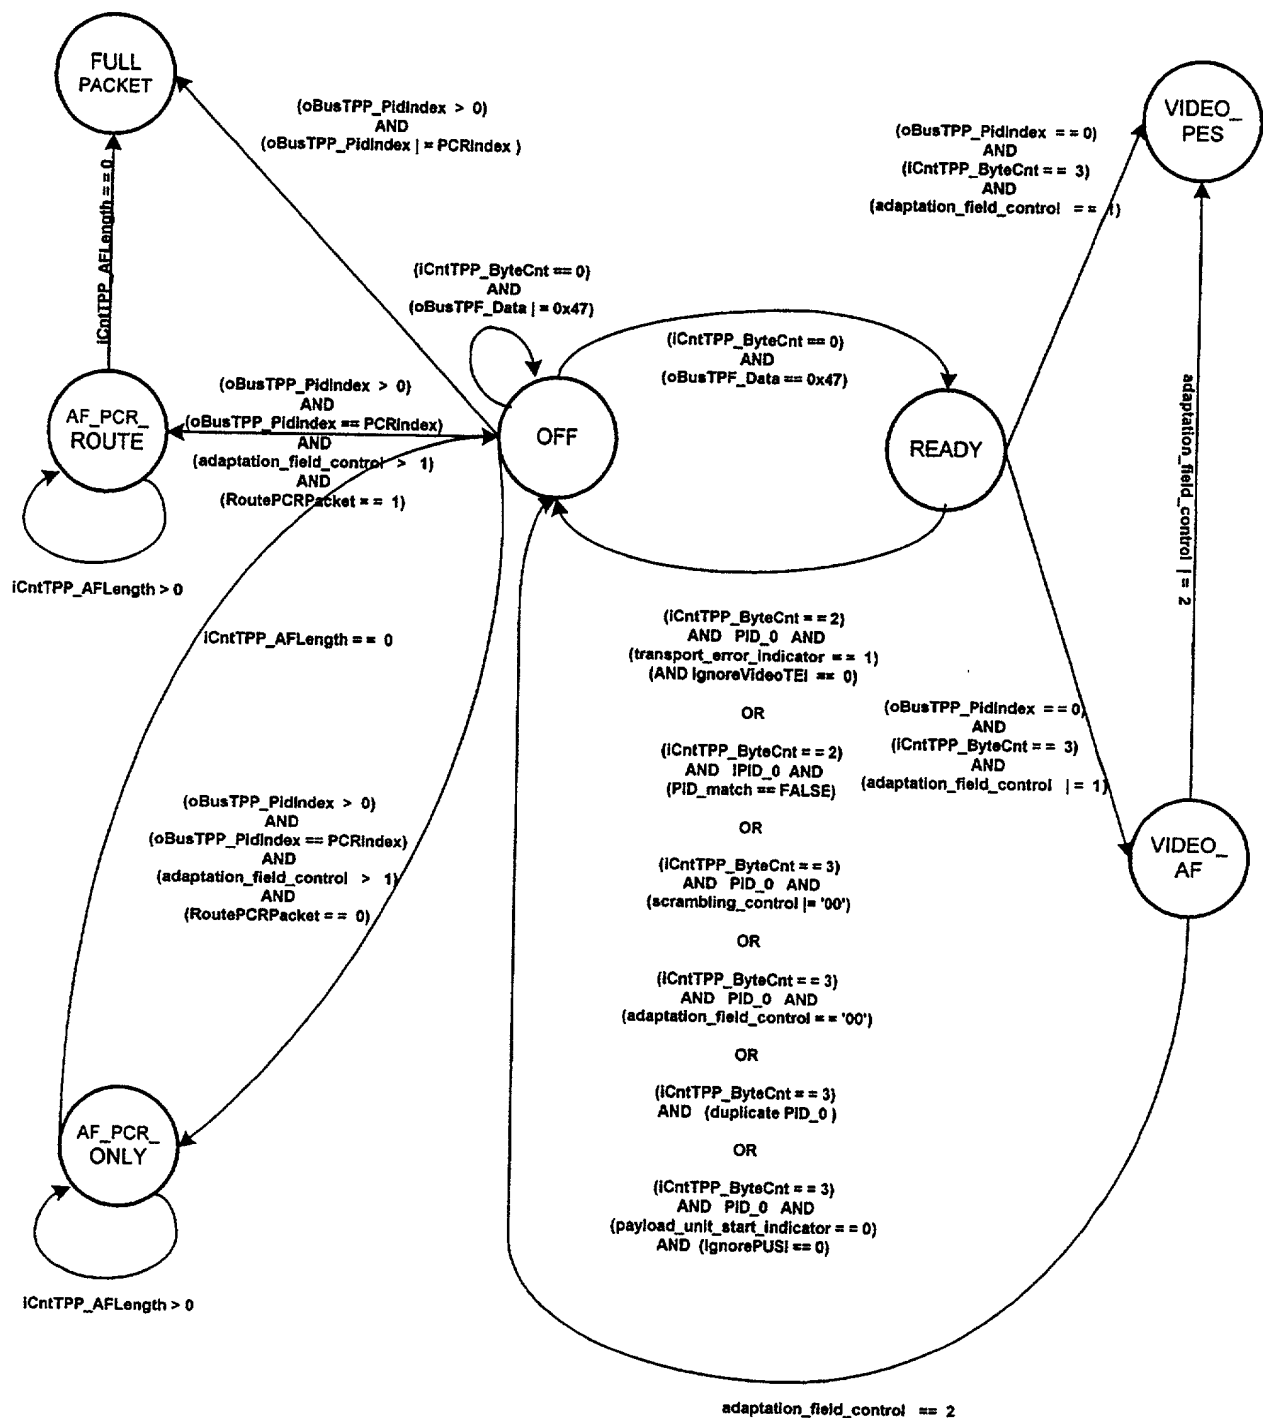 FULL
PACKET
(oBusTPP_PidIndex > 0)
AND
(oBusTPP_PidIndex |= PCRIndex )
VIDEO_
PES
(oBusTPP_PidIndex == 0)
AND
(iCntTPP_ByteCnt == 3)
AND
(adaptation_field_control == 1)
iCntTPP_AFLength == 0
(iCntTPP_ByteCnt == 0)
AND
(oBusTPF_Data |= 0x47)
(iCntTPP_ByteCnt == 0)
AND
(oBusTPF_Data == 0x47)
AF_PCR_
ROUTE
(oBusTPP_PidIndex > 0)
AND
(oBusTPP_PidIndex == PCRIndex)
AND
(adaptation_field_control > 1)
AND
(RoutePCRPacket == 1)
OFF
READY
adaptation_field_control |= 2
iCntTPP_AFLength > 0
iCntTPP_AFLength == 0
(iCntTPP_ByteCnt == 2)
AND PID_0 AND
(transport_error_indicator == 1)
(AND IgnoreVideoTEI == 0)
OR
(iCntTPP_ByteCnt == 2)
AND !PID_0 AND
(PID_match == FALSE)
OR
(iCntTPP_ByteCnt == 3)
AND PID_0 AND
(scrambling_control |= '00')
OR
(iCntTPP_ByteCnt == 3)
AND PID_0 AND
(adaptation_field_control == '00')
OR
(iCntTPP_ByteCnt == 3)
AND (duplicate PID_0 )
OR
(iCntTPP_ByteCnt == 3)
AND PID_0 AND
(payload_unit_start_indicator == 0)
AND (IgnorePUSI == 0)
(oBusTPP_PidIndex == 0)
AND
(iCntTPP_ByteCnt == 3)
AND
(adaptation_field_control |= 1)
VIDEO_
AF
(oBusTPP_PidIndex > 0)
AND
(oBusTPP_PidIndex == PCRIndex)
AND
(adaptation_field_control > 1)
AND
(RoutePCRPacket == 0)
AF_PCR_
ONLY
iCntTPP_AFLength > 0
adaptation_field_control == 2